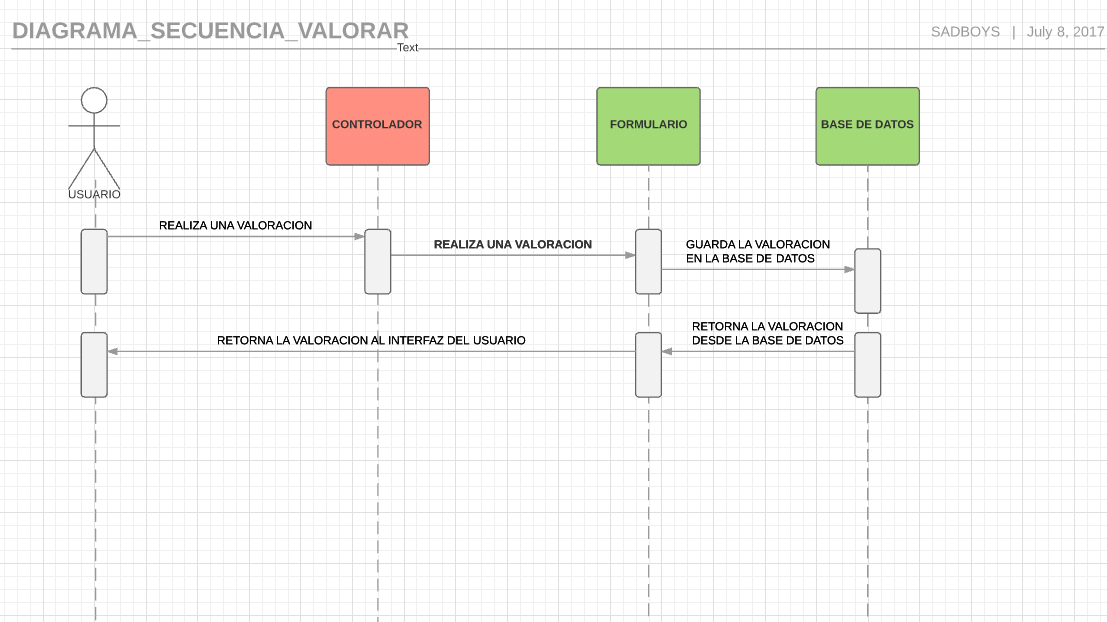 DIAGRAMA_SECUENCIA_VALORAR
SADBOYS | July 8, 2017
Text
CONTROLADOR
FORMULARIO
BASE DE DATOS
USUARIO
REALIZA UNA VALORACION
REALIZA UNA VALORACION
GUARDA LA VALORACION
EN LA BASE DE DATOS
RETORNA LA VALORACION AL INTERFAZ DEL USUARIO
RETORNA LA VALORACION
DESDE LA BASE DE DATOS